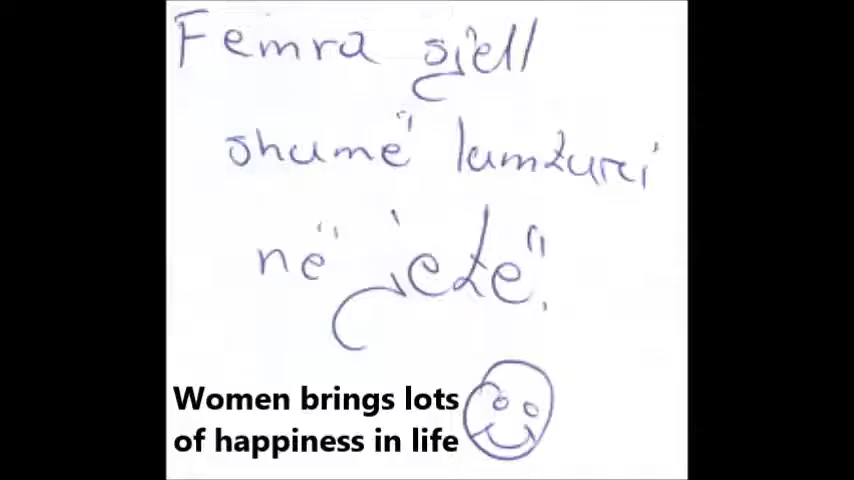 Femra sjell
shumë lumturi
në jetë.
Women brings lots
of happiness in life